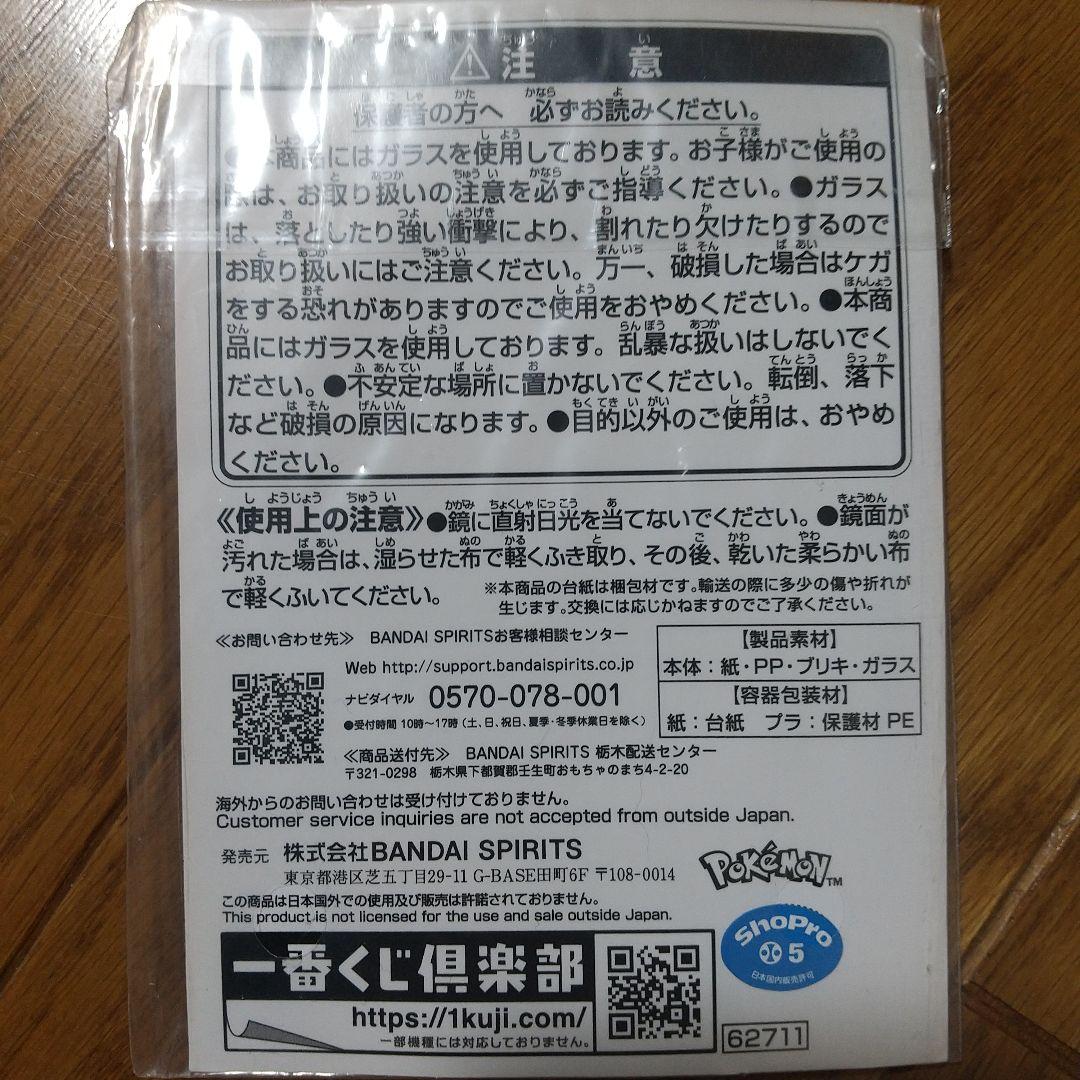 ⚠注意
保護者の方へ 必ずお読みください。
●本商品にはガラスを使用しております。お子様がご使用の
際は、お取り扱いの注意を必ずご指導ください。●ガラス
は、落としたり強い衝撃により、割れたり欠けたりするので
お取り扱いにはご注意ください。万一、破損した場合はケガ
をする恐れがありますのでご使用をおやめください。●本商
品にはガラスを使用しております。乱暴な扱いはしないでく
ださい。●不安定な場所に置かないでください。転倒、落下
など破損の原因になります。●目的以外のご使用は、おやめ
ください。
《使用上の注意》●鏡に直射日光を当てないでください。●鏡面が
汚れた場合は、湿らせた布で軽くふき取り、その後、乾いた柔らかい布
で軽くふいてください。
※本商品の台紙は梱包材です。輸送の際に多少の傷や折れが
生じます。交換には応じかねますのでご了承ください。
≪お問い合わせ先≫ BANDAI SPIRITSお客様相談センター
Web http://support.bandaispirits.co.jp
ナビダイヤル 0570-078-001
●受付時間 10時～17時(土、日、祝日、夏季・冬季休業日を除く)
≪商品送付先≫ BANDAI SPIRITS 栃木配送センター
〒321-0298 栃木県下都賀郡壬生町おもちゃのまち4-2-20
【製品素材】
本体：紙・PP・ブリキ・ガラス
【容器包装材】
紙：台紙 プラ：保護材 PE
海外からのお問い合わせは受け付けておりません。
Customer service inquiries are not accepted from outside Japan.
発売元 株式会社BANDAI SPIRITS
東京都港区芝五丁目29-11 G-BASE田町6F 〒108-0014
この商品は日本国外での使用及び販売は許諾されておりません。
This product is not licensed for the use and sale outside Japan.
POKéMON™
ShoPro
5
日本国内販売許可
一番くじ倶楽部
https://1kuji.com/
一部機種には対応しておりません。
62711